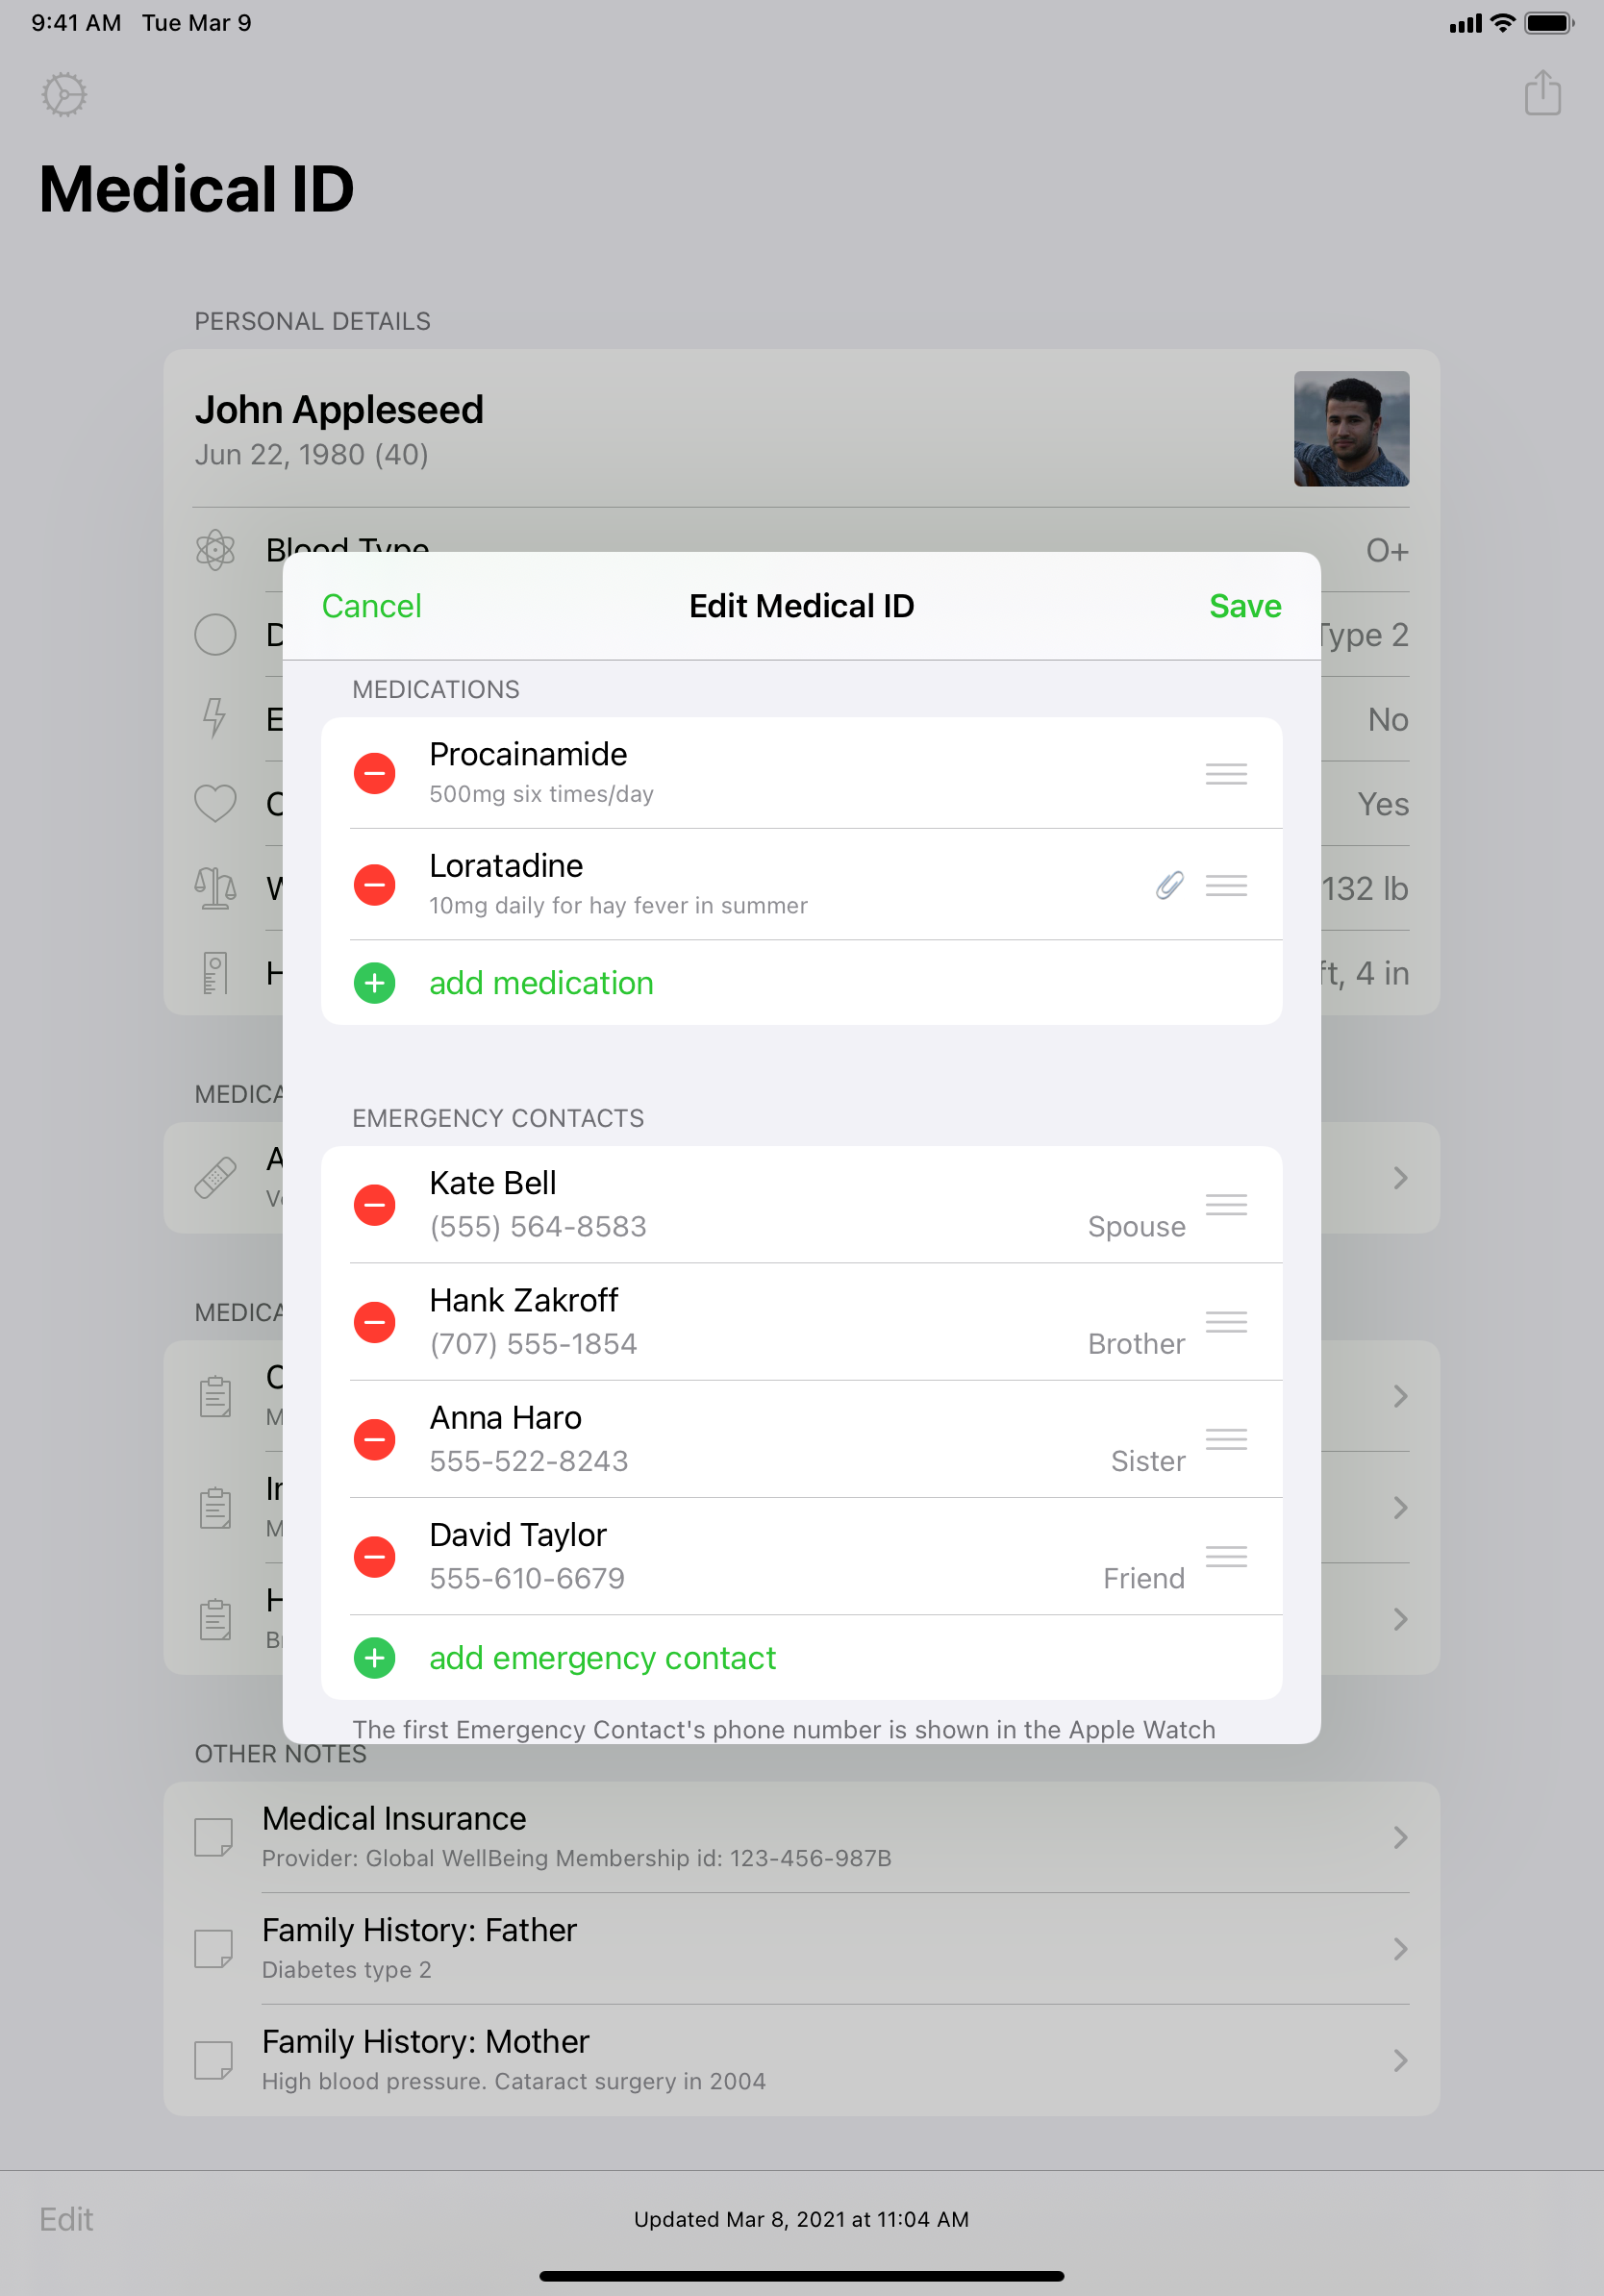 9:41 AM Tue Mar 9
Medical ID
PERSONAL DETAILS
John Appleseed
Jun 22, 1980 (40)
Blood Type O+
Type 2
No
Yes
132 lb
ft, 4 in
Cancel Edit Medical ID Save
MEDICATIONS
Procainamide
500mg six times/day
Loratadine
10mg daily for hay fever in summer
add medication
EMERGENCY CONTACTS
Kate Bell
(555) 564-8583 Spouse
Hank Zakroff
(707) 555-1854 Brother
Anna Haro
555-522-8243 Sister
David Taylor
555-610-6679 Friend
add emergency contact
The first Emergency Contact's phone number is shown in the Apple Watch
OTHER NOTES
Medical Insurance
Provider: Global WellBeing Membership id: 123-456-987B
Family History: Father
Diabetes type 2
Family History: Mother
High blood pressure. Cataract surgery in 2004
Edit Updated Mar 8, 2021 at 11:04 AM